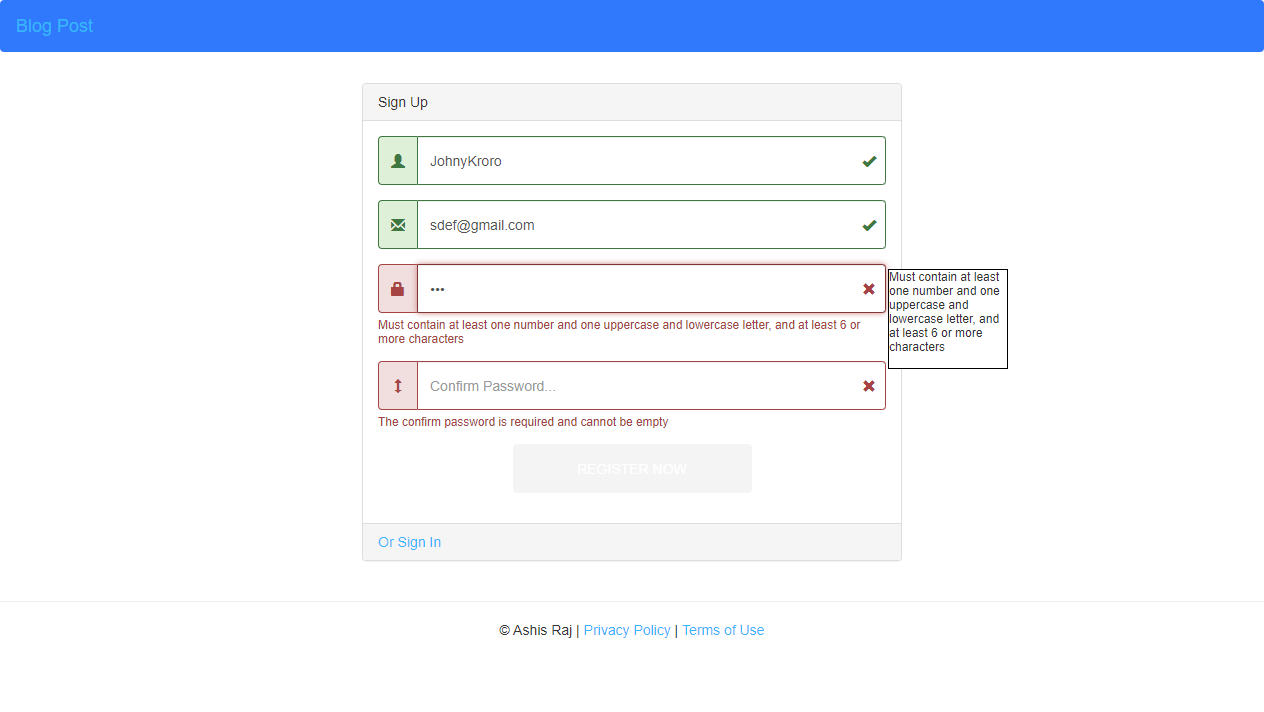 Blog Post
Sign Up
JohnyKroro
sdef@gmail.com
•••
Must contain at least one number and one uppercase and lowercase letter, and at least 6 or
more characters
Must contain at least
one number and one
uppercase and
lowercase letter, and
at least 6 or more
characters
Confirm Password...
The confirm password is required and cannot be empty
REGISTER NOW
Or Sign In
© Ashis Raj | Privacy Policy | Terms of Use